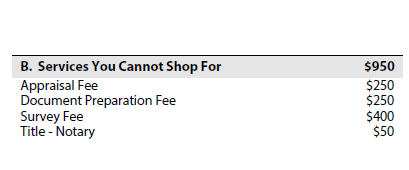 B. Services You Cannot Shop For $950
Appraisal Fee $250
Document Preparation Fee $250
Survey Fee $400
Title - Notary $50